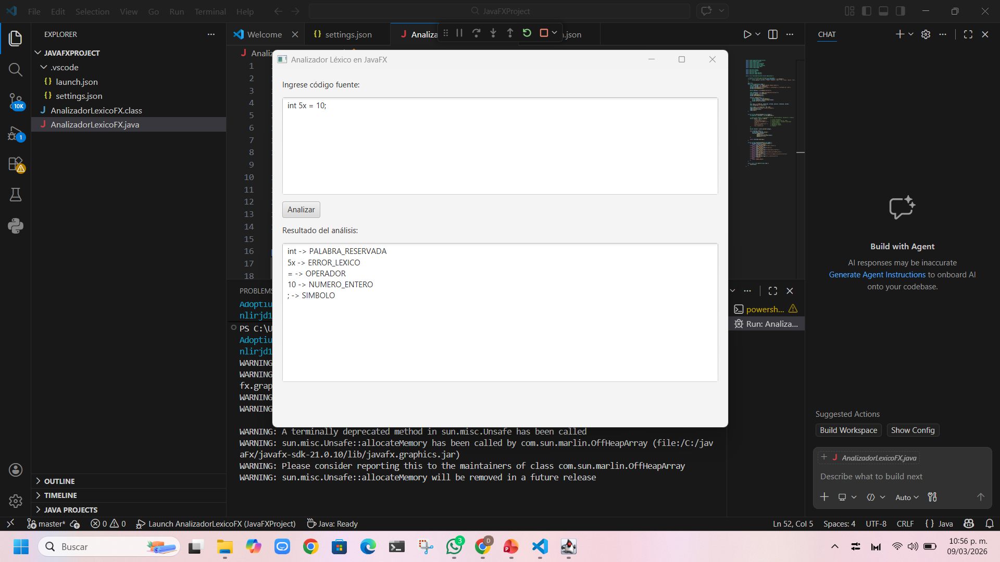 File Edit Selection View Go Run Terminal Help
JavaFXProject
EXPLORER
JAVAFXPROJECT
.vscode
launch.json
settings.json
AnalizadorLexicoFX.class
AnalizadorLexicoFX.java
10K
1
OUTLINE
TIMELINE
JAVA PROJECTS
Welcome
settings.json
Analiza
.json
Analiz
1
2
3
4
5
6
7
8
9
10
11
12
13
14
15
16
17
18
Analizador Léxico en JavaFX
Ingrese código fuente:
int 5x = 10;
Analizar
Resultado del análisis:
int -> PALABRA_RESERVADA
5x -> ERROR_LEXICO
= -> OPERADOR
10 -> NUMERO_ENTERO
; -> SIMBOLO
PROBLEMS
Adoptiu
nlirjd1
PS C:\U
Adoptiu
nlirjd1
WARNING
WARNING
fx.grap
WARNING
WARNING
WARNING: A terminally deprecated method in sun.misc.Unsafe has been called
WARNING: sun.misc.Unsafe::allocateMemory has been called by com.sun.marlin.OffHeapArray (file:/C:/jav
aFx/javafx-sdk-21.0.10/lib/javafx.graphics.jar)
WARNING: Please consider reporting this to the maintainers of class com.sun.marlin.OffHeapArray
WARNING: sun.misc.Unsafe::allocateMemory will be removed in a future release
powersh...
Run: Analiza...
CHAT
Build with Agent
AI responses may be inaccurate
Generate Agent Instructions to onboard AI
onto your codebase.
Suggested Actions
Build Workspace
Show Config
AnalizadorLexicoFX.java
Describe what to build next
Auto
master*
0
0
Launch AnalizadorLexicoFX (JavaFXProject)
Java: Ready
Ln 52, Col 5
Spaces: 4
UTF-8
CRLF
Java
Buscar
3
D
P
10:56 p. m.
09/03/2026